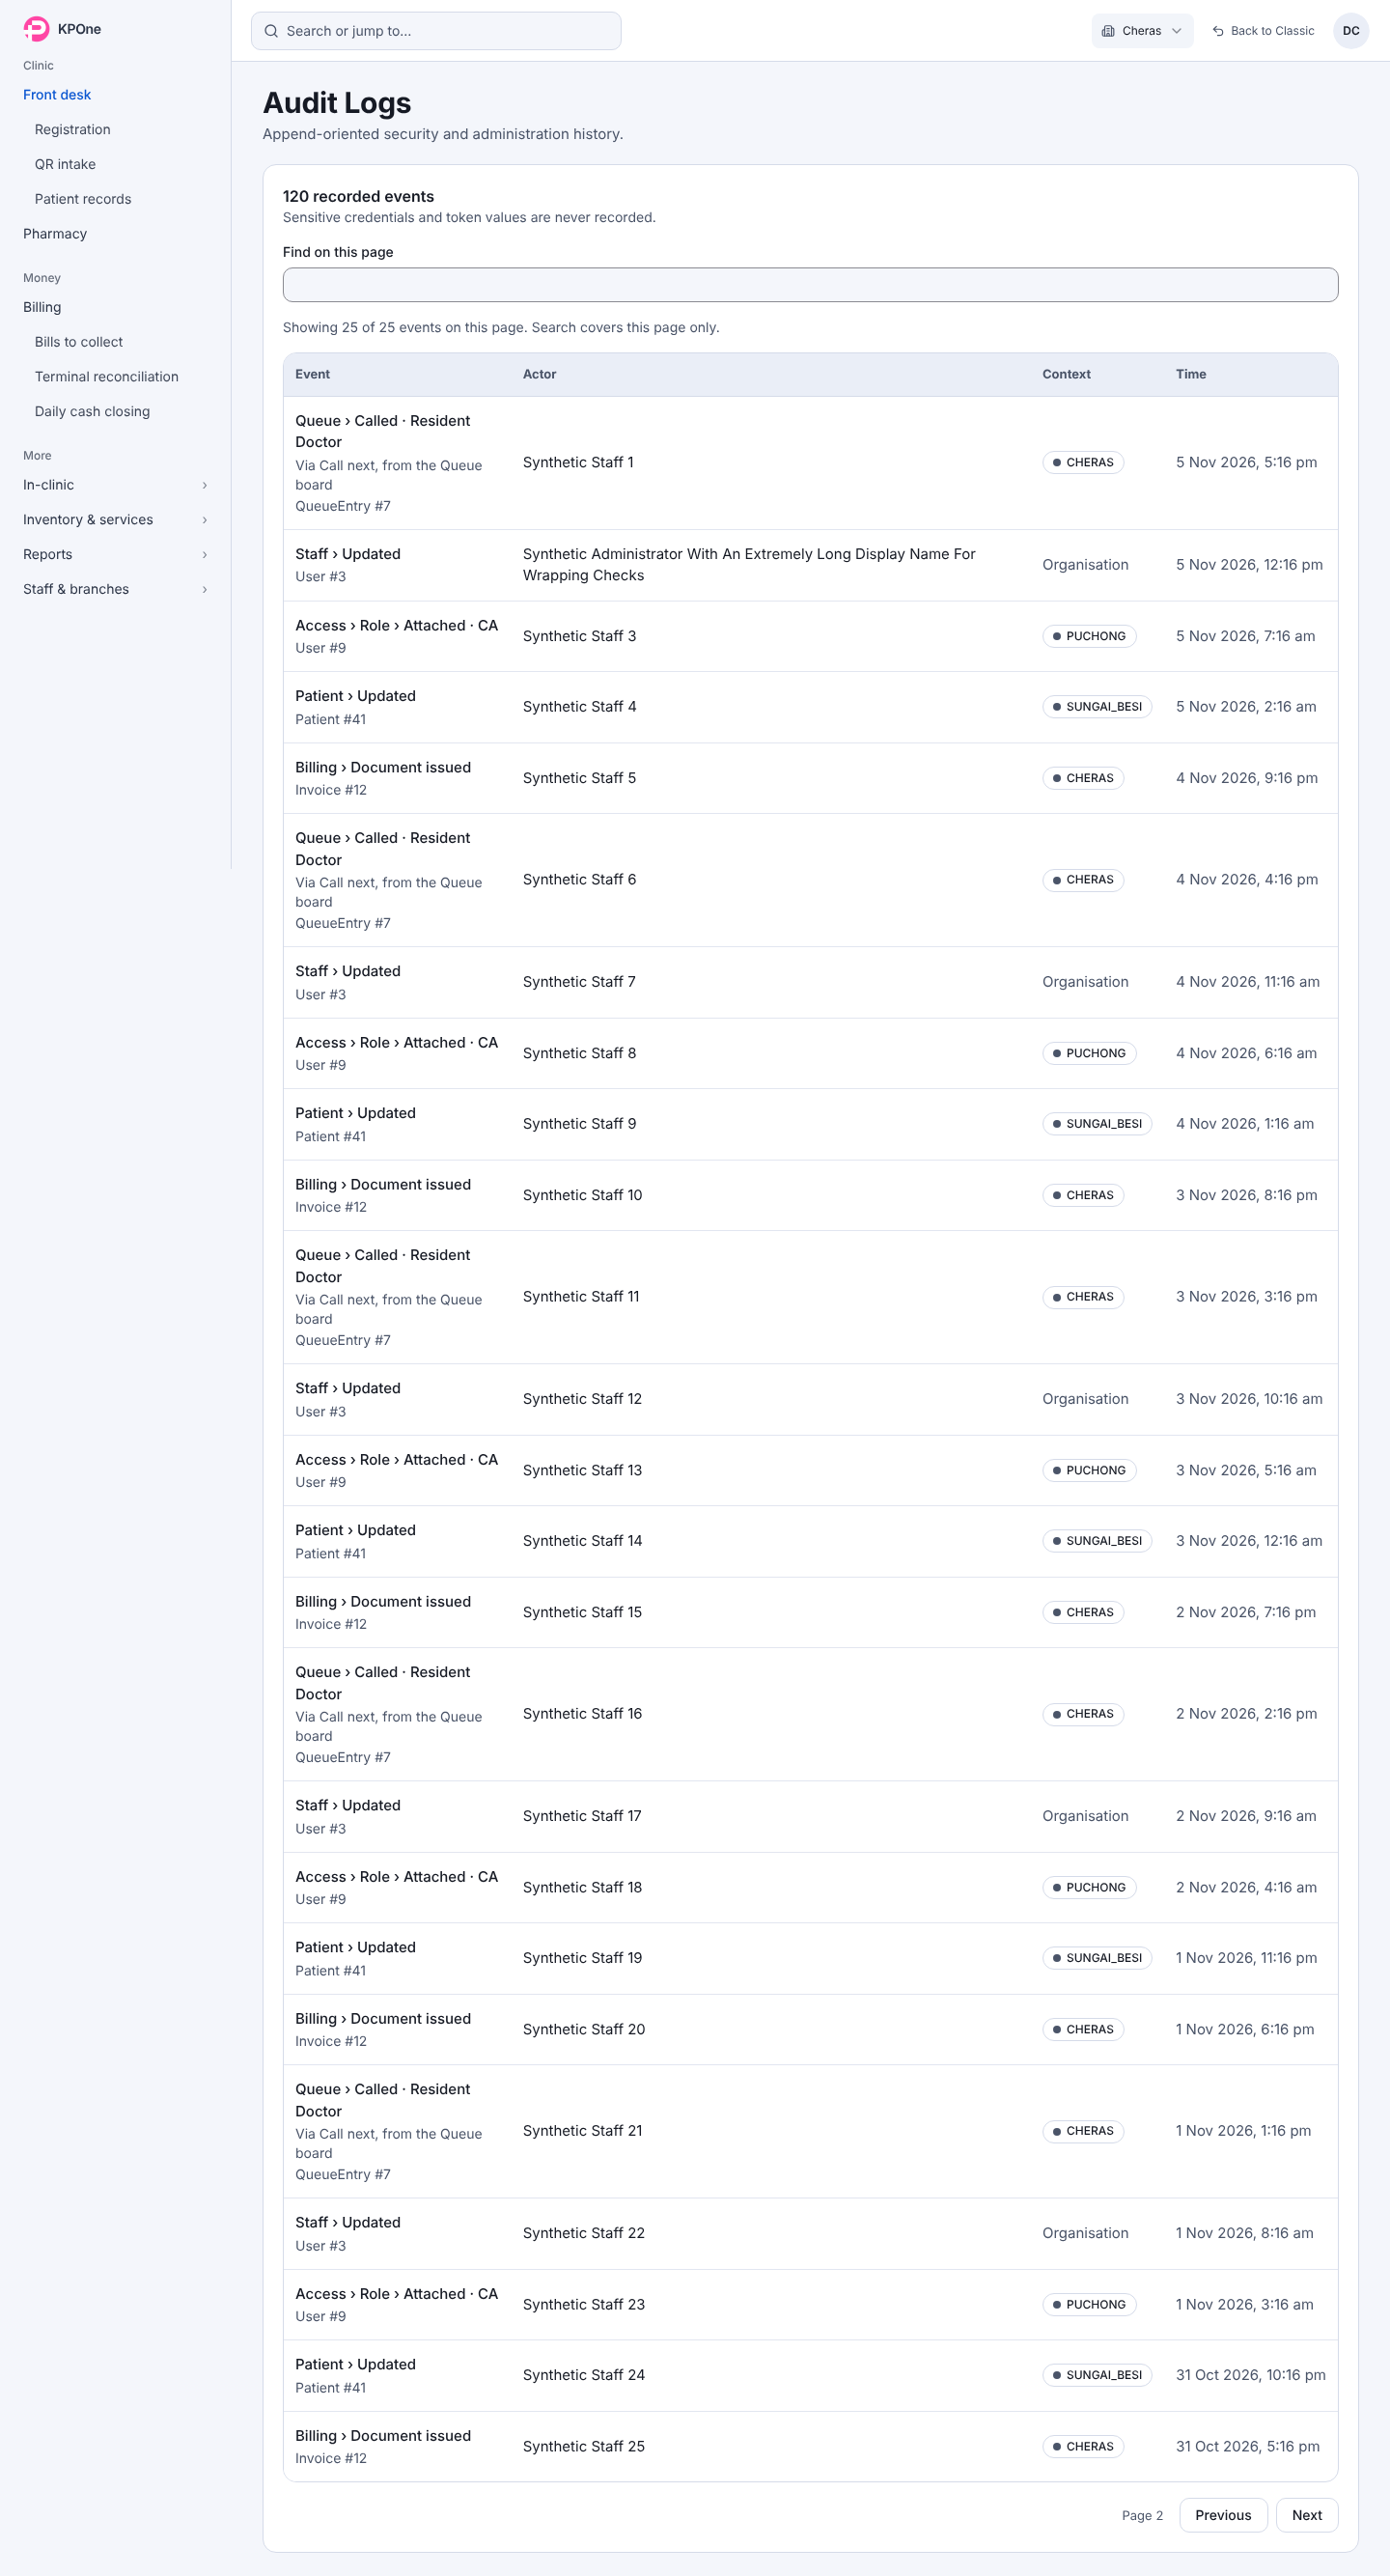 KPOne
Clinic
Front desk
Registration
QR intake
Patient records
Pharmacy
Money
Billing
Bills to collect
Terminal reconciliation
Daily cash closing
More
In-clinic
Inventory & services
Reports
Staff & branches
Search or jump to...
Cheras
Back to Classic
DC
Audit Logs
Append-oriented security and administration history.
120 recorded events
Sensitive credentials and token values are never recorded.
Find on this page
Showing 25 of 25 events on this page. Search covers this page only.
Event Actor Context Time
Queue › Called · Resident
Doctor
Via Call next, from the Queue
board
QueueEntry #7
Synthetic Staff 1 CHERAS 5 Nov 2026, 5:16 pm
Staff › Updated
User #3
Synthetic Administrator With An Extremely Long Display Name For
Wrapping Checks
Organisation 5 Nov 2026, 12:16 pm
Access › Role › Attached · CA
User #9
Synthetic Staff 3 PUCHONG 5 Nov 2026, 7:16 am
Patient › Updated
Patient #41
Synthetic Staff 4 SUNGAI_BESI 5 Nov 2026, 2:16 am
Billing › Document issued
Invoice #12
Synthetic Staff 5 CHERAS 4 Nov 2026, 9:16 pm
Queue › Called · Resident
Doctor
Via Call next, from the Queue
board
QueueEntry #7
Synthetic Staff 6 CHERAS 4 Nov 2026, 4:16 pm
Staff › Updated
User #3
Synthetic Staff 7 Organisation 4 Nov 2026, 11:16 am
Access › Role › Attached · CA
User #9
Synthetic Staff 8 PUCHONG 4 Nov 2026, 6:16 am
Patient › Updated
Patient #41
Synthetic Staff 9 SUNGAI_BESI 4 Nov 2026, 1:16 am
Billing › Document issued
Invoice #12
Synthetic Staff 10 CHERAS 3 Nov 2026, 8:16 pm
Queue › Called · Resident
Doctor
Via Call next, from the Queue
board
QueueEntry #7
Synthetic Staff 11 CHERAS 3 Nov 2026, 3:16 pm
Staff › Updated
User #3
Synthetic Staff 12 Organisation 3 Nov 2026, 10:16 am
Access › Role › Attached · CA
User #9
Synthetic Staff 13 PUCHONG 3 Nov 2026, 5:16 am
Patient › Updated
Patient #41
Synthetic Staff 14 SUNGAI_BESI 3 Nov 2026, 12:16 am
Billing › Document issued
Invoice #12
Synthetic Staff 15 CHERAS 2 Nov 2026, 7:16 pm
Queue › Called · Resident
Doctor
Via Call next, from the Queue
board
QueueEntry #7
Synthetic Staff 16 CHERAS 2 Nov 2026, 2:16 pm
Staff › Updated
User #3
Synthetic Staff 17 Organisation 2 Nov 2026, 9:16 am
Access › Role › Attached · CA
User #9
Synthetic Staff 18 PUCHONG 2 Nov 2026, 4:16 am
Patient › Updated
Patient #41
Synthetic Staff 19 SUNGAI_BESI 1 Nov 2026, 11:16 pm
Billing › Document issued
Invoice #12
Synthetic Staff 20 CHERAS 1 Nov 2026, 6:16 pm
Queue › Called · Resident
Doctor
Via Call next, from the Queue
board
QueueEntry #7
Synthetic Staff 21 CHERAS 1 Nov 2026, 1:16 pm
Staff › Updated
User #3
Synthetic Staff 22 Organisation 1 Nov 2026, 8:16 am
Access › Role › Attached · CA
User #9
Synthetic Staff 23 PUCHONG 1 Nov 2026, 3:16 am
Patient › Updated
Patient #41
Synthetic Staff 24 SUNGAI_BESI 31 Oct 2026, 10:16 pm
Billing › Document issued
Invoice #12
Synthetic Staff 25 CHERAS 31 Oct 2026, 5:16 pm
Page 2 Previous Next